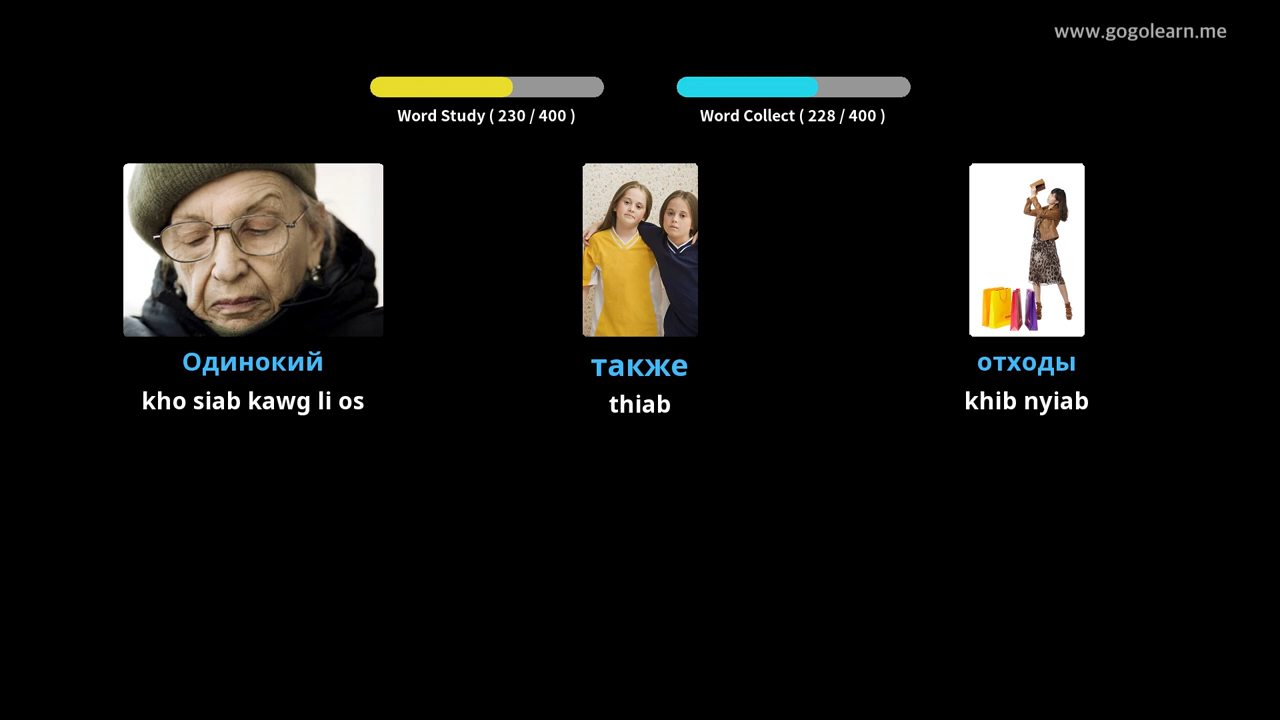 www.gogolearn.me
Word Study ( 230 / 400 )
Word Collect ( 228 / 400 )
Одинокий
kho siab kawg li os
также
thiab
отходы
khib nyiab